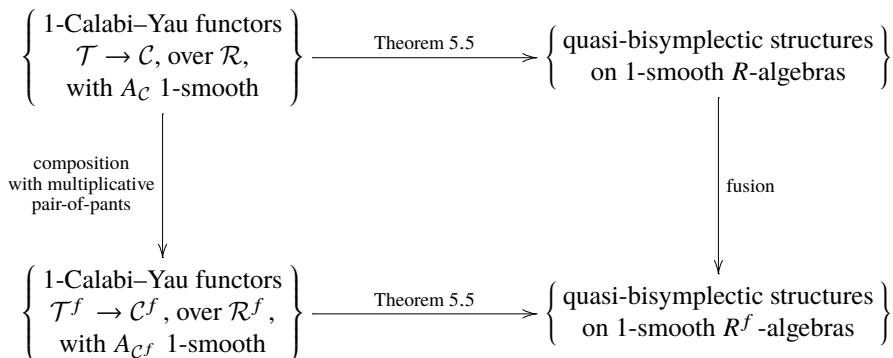 1-Calabi–Yau functors
𝒯 → 𝒞, over ℛ,
with A_𝒞 1-smooth
Theorem 5.5
quasi-bisymplectic structures
on 1-smooth R-algebras
composition
with multiplicative
pair-of-pants
fusion
1-Calabi–Yau functors
𝒯^f → 𝒞^f, over ℛ^f,
with A_{𝒞^f} 1-smooth
Theorem 5.5
quasi-bisymplectic structures
on 1-smooth R^f-algebras